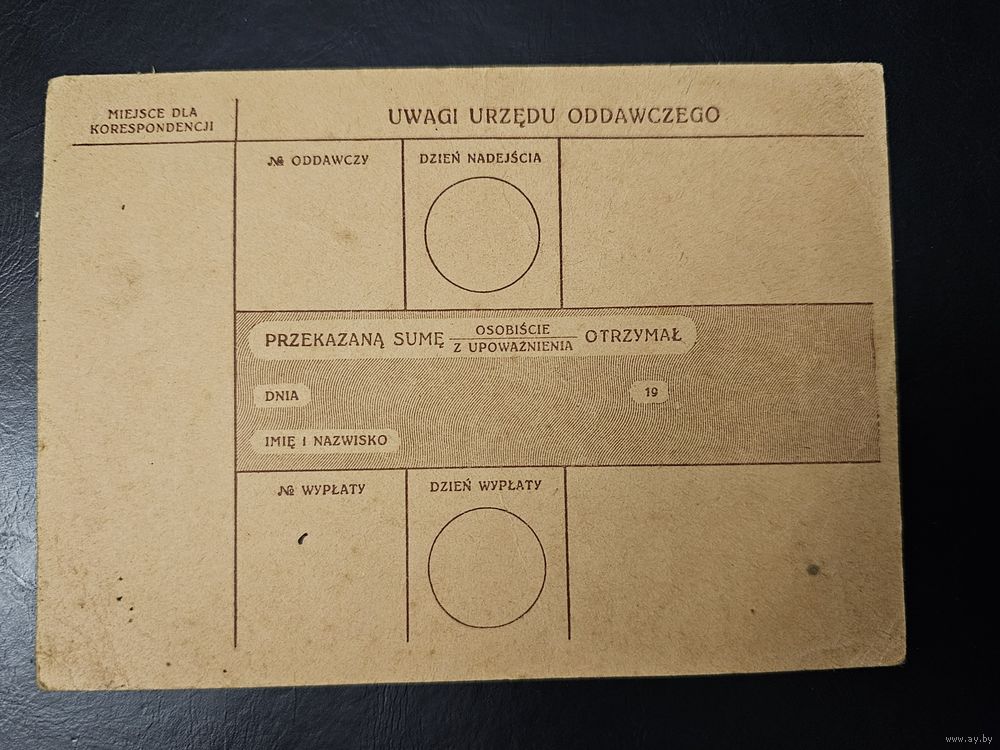 MIEJSCE DLA
KORESPONDENCJI
UWAGI URZĘDU ODDAWCZEGO
№ ODDAWCZY
DZIEŃ NADEJŚCIA
PRZEKAZANĄ SUMĘ OSOBIŚCIE OTRZYMAŁ
Z UPOWAŻNIENIA
DNIA 19
IMIĘ I NAZWISKO
№ WYPŁATY
DZIEŃ WYPŁATY
www.ay.by